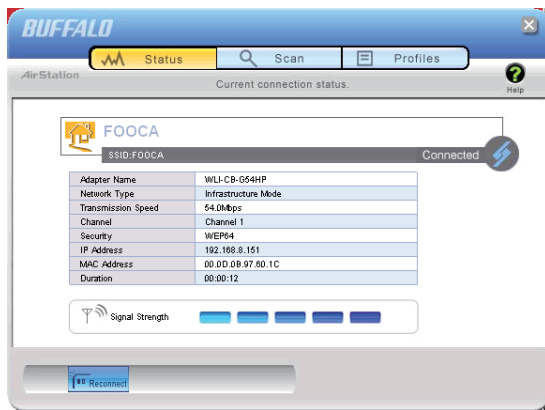 BUFFALO
Status
Scan
Profiles
AirStation
Current connection status.
Help
FOOCA
SSID:FOOCA
Connected
Adapter Name WLI-CB-G54HP
Network Type Infrastructure Mode
Transmission Speed 54.0Mbps
Channel Channel 1
Security WEP64
IP Address 192.168.8.151
MAC Address 00.0D.0B.97.60.1C
Duration 00:00:12
Signal Strength
Reconnect